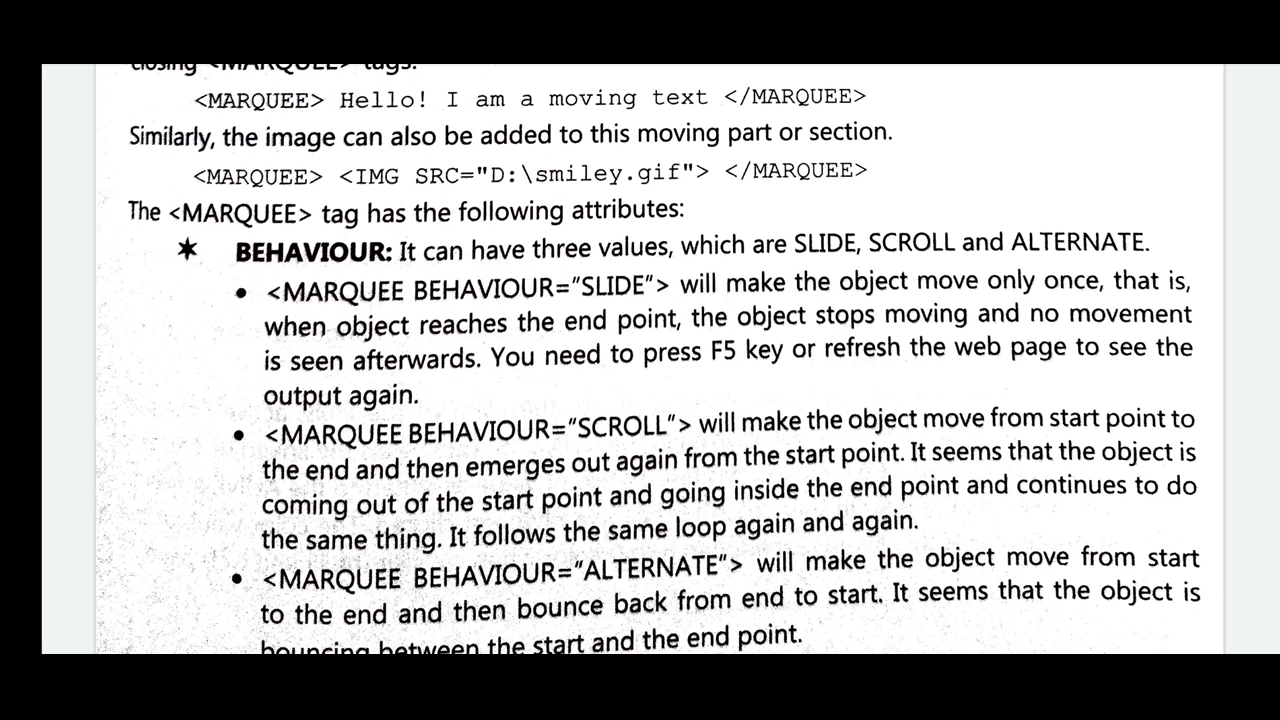 closing <MARQUEE> tags.
<MARQUEE> Hello! I am a moving text </MARQUEE>
Similarly, the image can also be added to this moving part or section.
<MARQUEE> <IMG SRC="D:\smiley.gif"> </MARQUEE>
The <MARQUEE> tag has the following attributes:
✶ BEHAVIOUR: It can have three values, which are SLIDE, SCROLL and ALTERNATE.
• <MARQUEE BEHAVIOUR="SLIDE"> will make the object move only once, that is,
when object reaches the end point, the object stops moving and no movement
is seen afterwards. You need to press F5 key or refresh the web page to see the
output again.
• <MARQUEE BEHAVIOUR="SCROLL"> will make the object move from start point to
the end and then emerges out again from the start point. It seems that the object is
coming out of the start point and going inside the end point and continues to do
the same thing. It follows the same loop again and again.
• <MARQUEE BEHAVIOUR="ALTERNATE"> will make the object move from start
to the end and then bounce back from end to start. It seems that the object is
bouncing between the start and the end point.